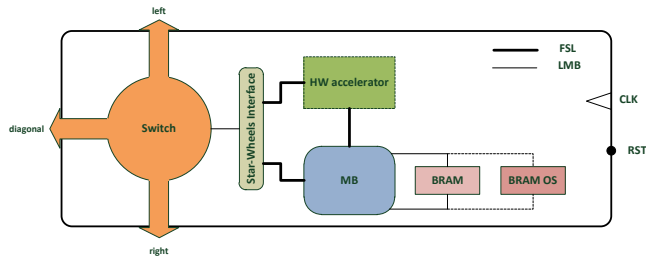 left
FSL
LMB
HW accelerator
Star-Wheels Interface
CLK
diagonal
Switch
RST
MB
BRAM
BRAM OS
right